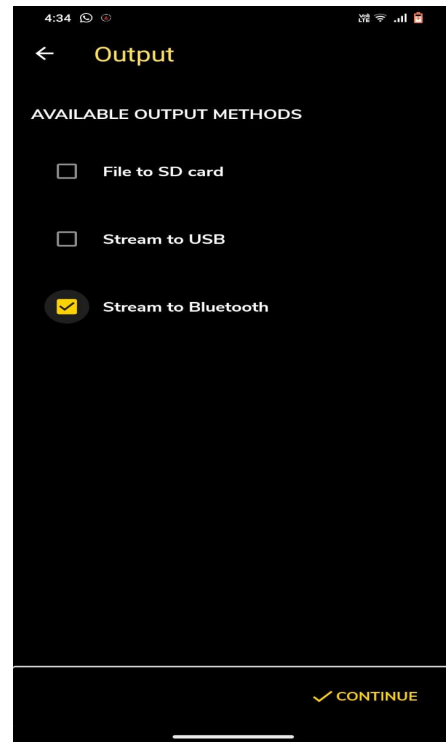 4:34
Output
AVAILABLE OUTPUT METHODS
File to SD card
Stream to USB
Stream to Bluetooth
CONTINUE